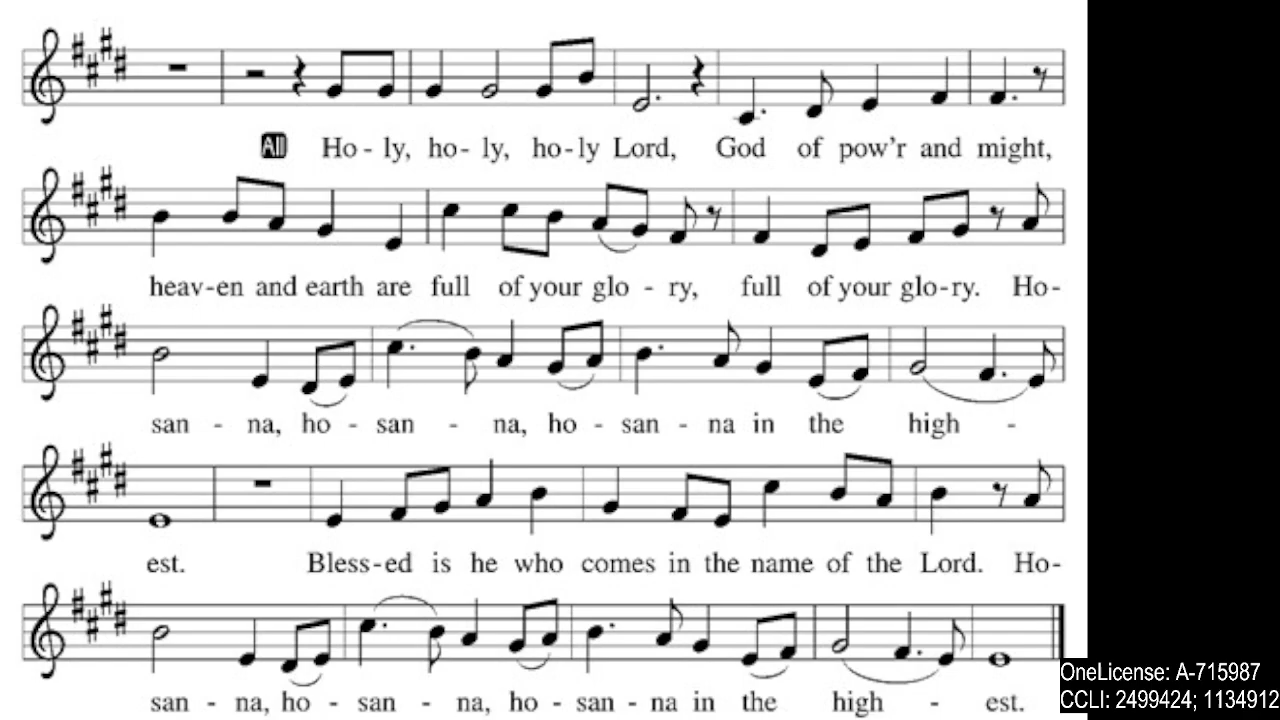 All Ho - ly, ho - ly, ho - ly Lord, God of pow'r and might,
heav - en and earth are full of your glo - ry, full of your glo - ry. Ho -
san - na, ho - san - na, ho - san - na in the high -
est. Bless - ed is he who comes in the name of the Lord. Ho -
san - na, ho - san - na, ho - san - na in the high - est.
OneLicense: A-715987
CCLI: 2499424; 1134912